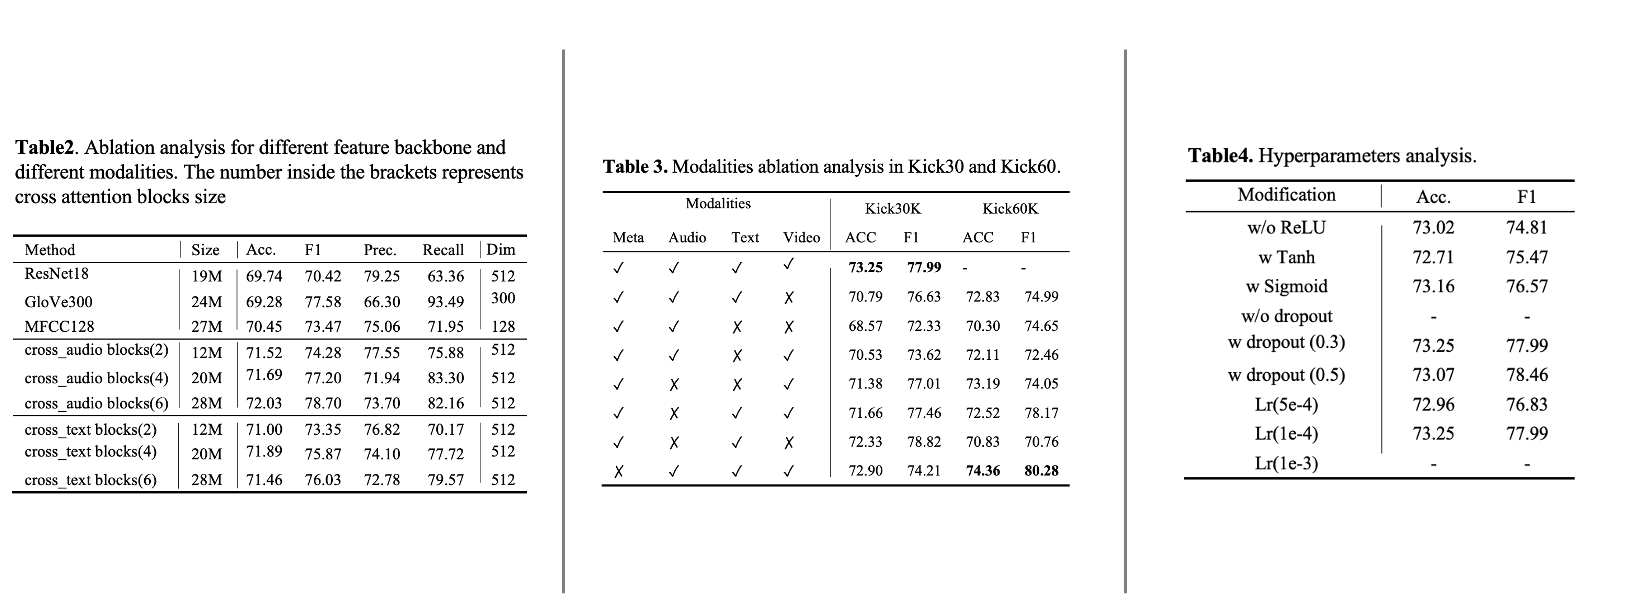 Table2. Ablation analysis for different feature backbone and
different modalities. The number inside the brackets represents
cross attention blocks size
Method Size Acc. F1 Prec. Recall Dim
ResNet18 19M 69.74 70.42 79.25 63.36 512
GloVe300 24M 69.28 77.58 66.30 93.49 300
MFCC128 27M 70.45 73.47 75.06 71.95 128
cross_audio blocks(2) 12M 71.52 74.28 77.55 75.88 512
cross_audio blocks(4) 20M 71.69 77.20 71.94 83.30 512
cross_audio blocks(6) 28M 72.03 78.70 73.70 82.16 512
cross_text blocks(2) 12M 71.00 73.35 76.82 70.17 512
cross_text blocks(4) 20M 71.89 75.87 74.10 77.72 512
cross_text blocks(6) 28M 71.46 76.03 72.78 79.57 512
Table 3. Modalities ablation analysis in Kick30 and Kick60.
Modalities Kick30K Kick60K
Meta Audio Text Video ACC F1 ACC F1
✓ ✓ ✓ ✓ 73.25 77.99 - -
✓ ✓ ✓ ✗ 70.79 76.63 72.83 74.99
✓ ✓ ✗ ✗ 68.57 72.33 70.30 74.65
✓ ✓ ✗ ✓ 70.53 73.62 72.11 72.46
✓ ✗ ✗ ✓ 71.38 77.01 73.19 74.05
✓ ✗ ✓ ✓ 71.66 77.46 72.52 78.17
✓ ✗ ✓ ✗ 72.33 78.82 70.83 70.76
✗ ✓ ✓ ✓ 72.90 74.21 74.36 80.28
Table4. Hyperparameters analysis.
Modification Acc. F1
w/o ReLU 73.02 74.81
w Tanh 72.71 75.47
w Sigmoid 73.16 76.57
w/o dropout - -
w dropout (0.3) 73.25 77.99
w dropout (0.5) 73.07 78.46
Lr(5e-4) 72.96 76.83
Lr(1e-4) 73.25 77.99
Lr(1e-3) - -